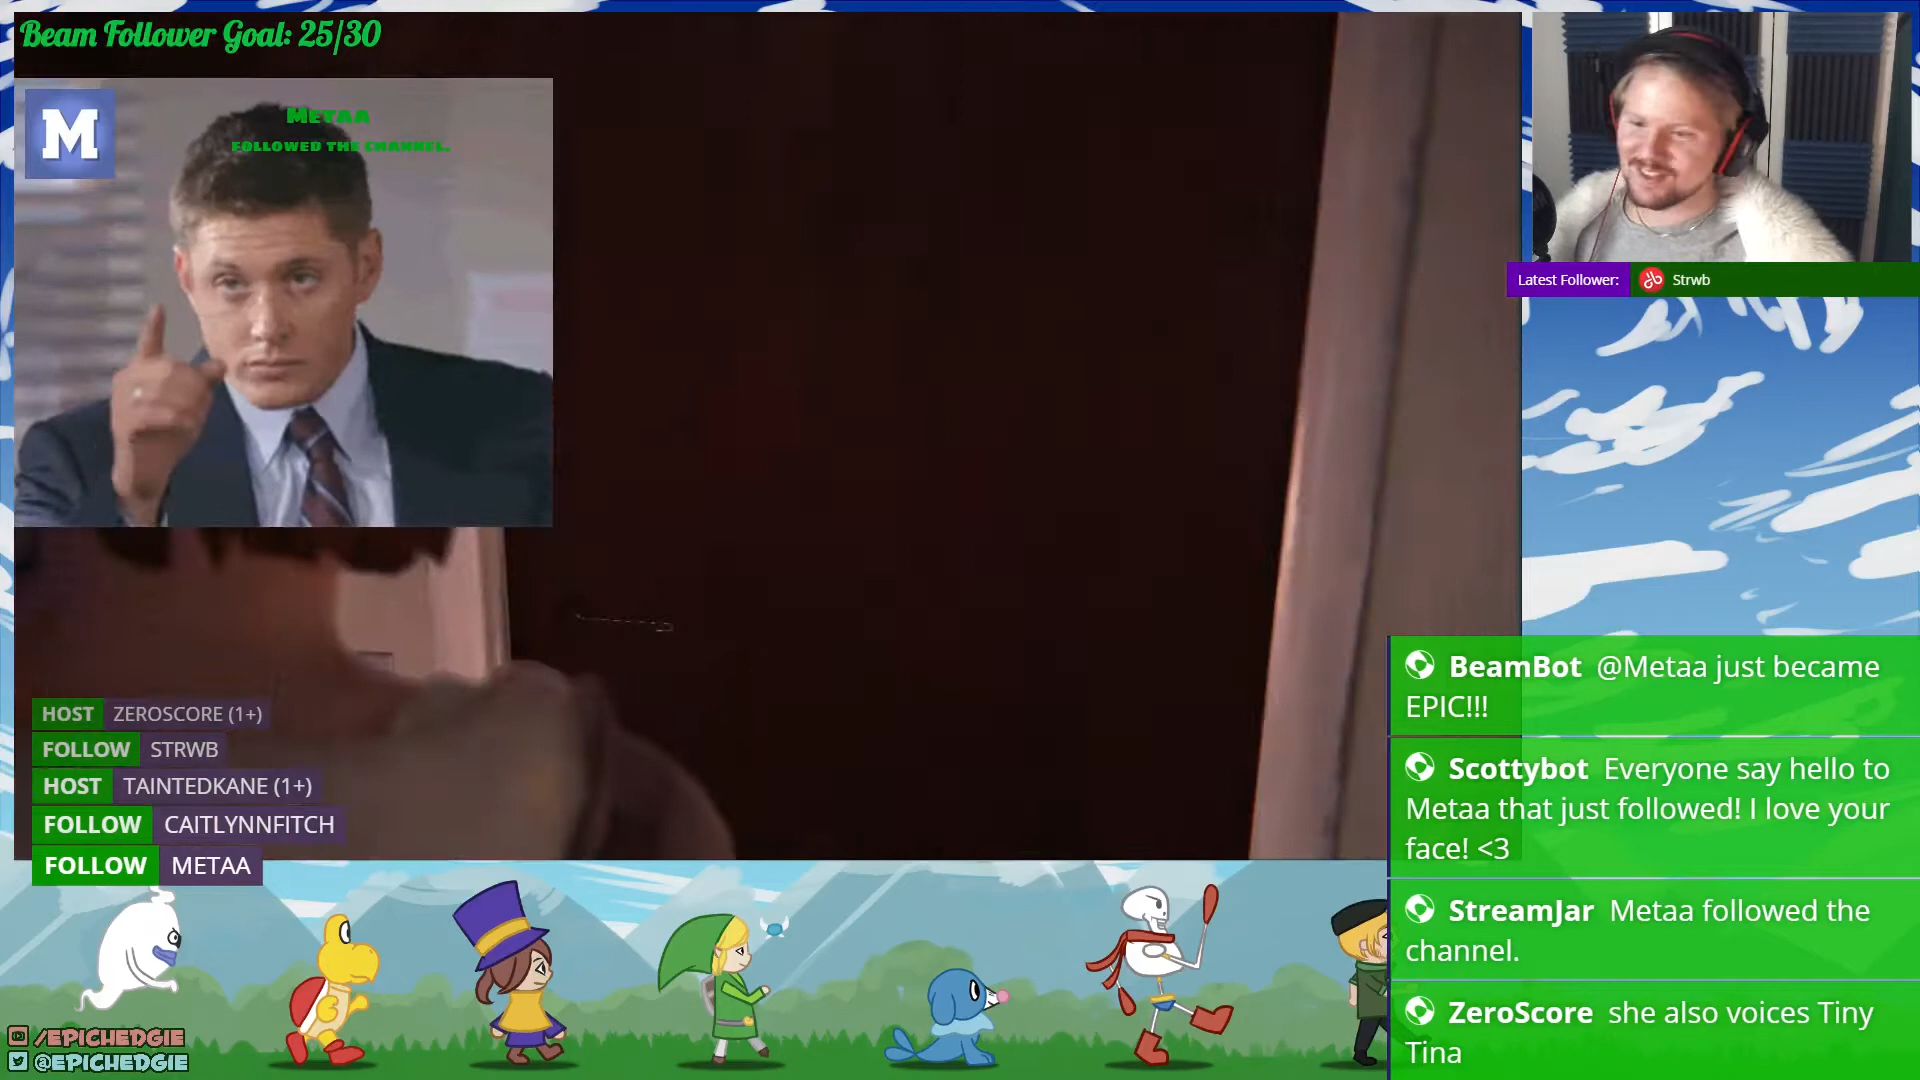 Beam Follower Goal: 25/30
M
METAA
FOLLOWED THE CHANNEL.
Latest Follower: Strwb
HOST ZEROSCORE (1+)
FOLLOW STRWB
HOST TAINTEDKANE (1+)
FOLLOW CAITLYNNFITCH
FOLLOW METAA
BeamBot @Metaa just became
EPIC!!!
Scottybot Everyone say hello to
Metaa that just followed! I love your
face! <3
StreamJar Metaa followed the
channel.
ZeroScore she also voices Tiny
Tina
/EPICHEDGIE
@EPICHEDGIE